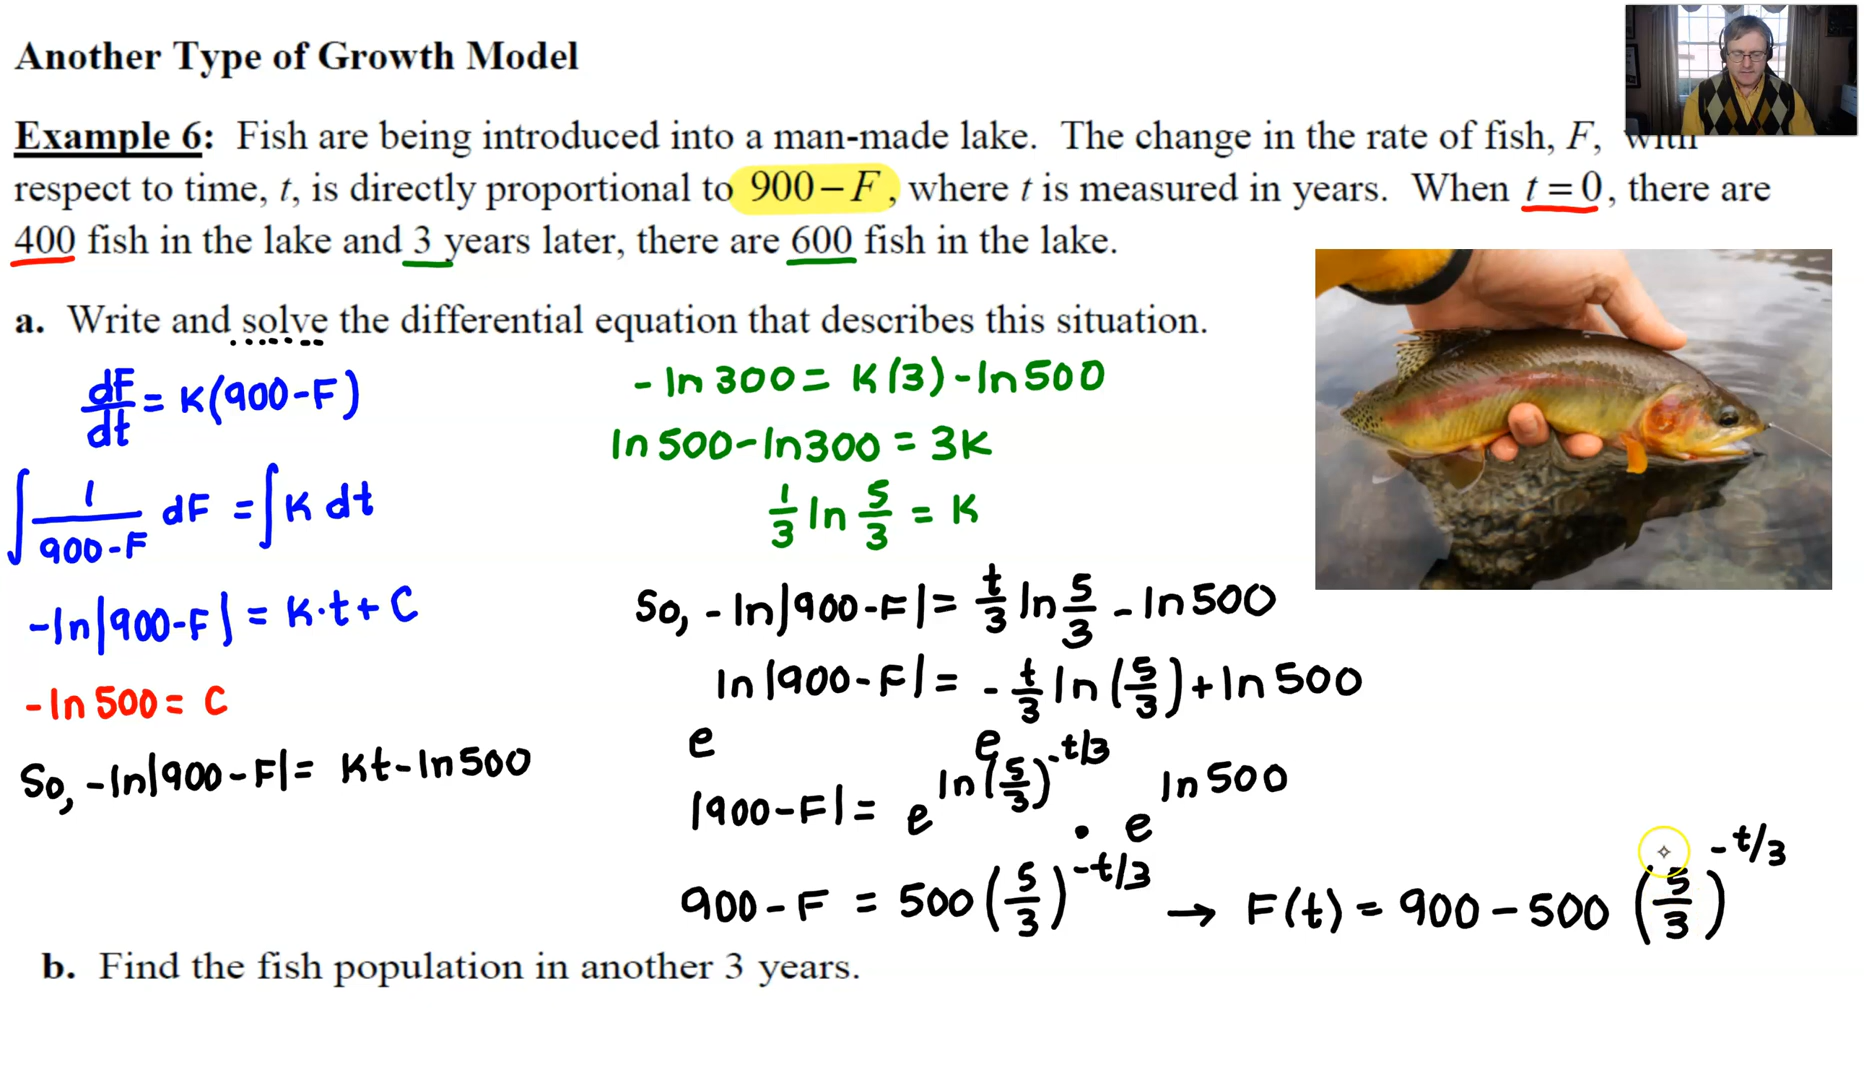 Another Type of Growth Model
Example 6: Fish are being introduced into a man-made lake. The change in the rate of fish, F, with
respect to time, t, is directly proportional to 900 – F, where t is measured in years. When t = 0, there are
400 fish in the lake and 3 years later, there are 600 fish in the lake.
a. Write and solve the differential equation that describes this situation.
dF/dt = K(900-F)
∫ 1/(900-F) dF = ∫ K dt
-ln|900-F| = K·t + C
-ln 500 = C
So, -ln|900-F| = Kt - ln 500
-ln 300 = K(3) - ln 500
ln 500 - ln 300 = 3K
1/3 ln 5/3 = K
So, -ln|900-F| = t/3 ln 5/3 - ln 500
ln|900-F| = -t/3 ln(5/3) + ln 500
e e
|900-F| = e^ln(5/3)^-t/3 · e^ln 500
900-F = 500(5/3)^-t/3 → F(t) = 900 - 500(5/3)^-t/3
b. Find the fish population in another 3 years.